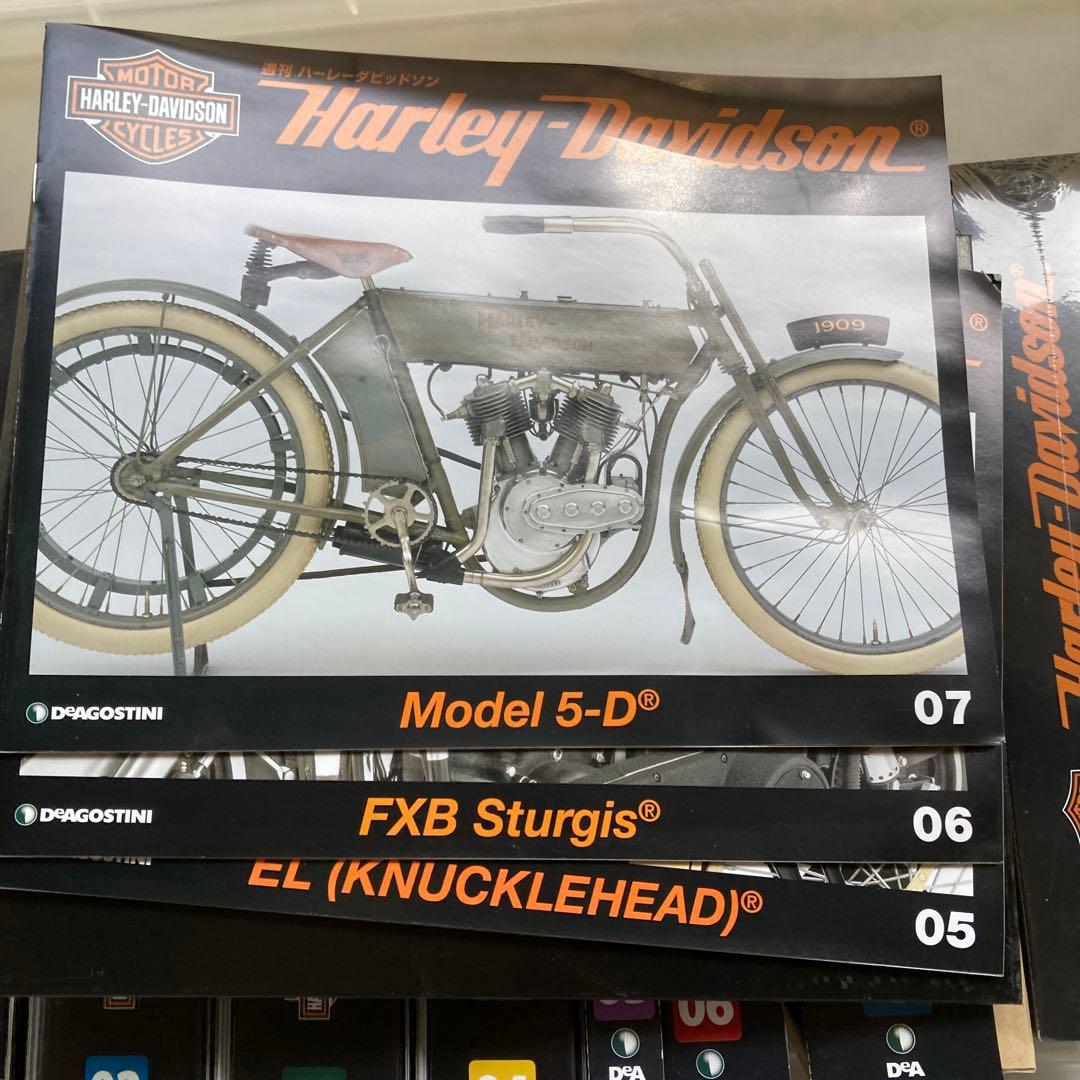 MOTOR
HARLEY-DAVIDSON
CYCLES
週刊 ハーレーダビッドソン
Harley-Davidson®
HARLEY-
DAVIDSON
1909
DeAGOSTINI
Model 5-D®
07
DeAGOSTINI
FXB Sturgis®
06
EL (KNUCKLEHEAD)®
05
®
Harley-Davidson®
06
04
DeA
DeA